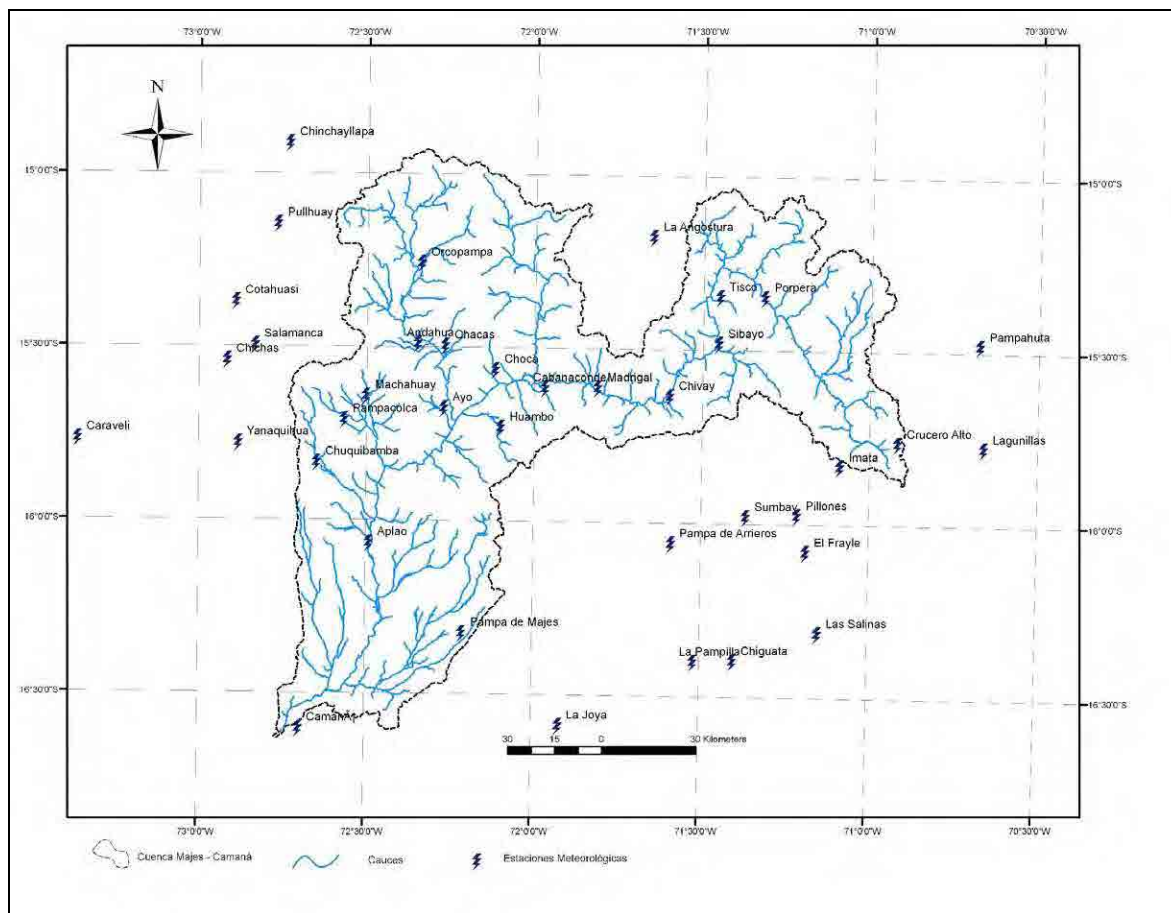 73°0'0"W
72°30'0"W
72°0'0"W
71°30'0"W
71°0'0"W
70°30'0"W
N
Chinchayllapa
15°0'0"S
15°0'0"S
Pullhuay
La Angostura
Orcopampa
Cotahuasi
Tisco
Porpera
Salamanca
Andahua
Chacas
Sibayo
Pampahuta
15°30'0"S
15°30'0"S
Chichas
Choco
Machahuay
Cabanaconde
Madrigal
Chivay
Pampacolca
Ayo
Caraveli
Yanaquihua
Huambo
Crucero Alto
Lagunillas
Chuquibamba
Imata
16°0'0"S
16°0'0"S
Aplao
Sumbay
Pillones
Pampa de Arrieros
El Frayle
Pampa de Majes
Las Salinas
La Pampilla
Chiguata
16°30'0"S
16°30'0"S
La Joya
30
15
0
30 Kilometers
73°0'0"W
72°30'0"W
72°0'0"W
71°30'0"W
71°0'0"W
70°30'0"W
Cuenca Majes - Camaná
Cauces
Estaciones Meteorológicas